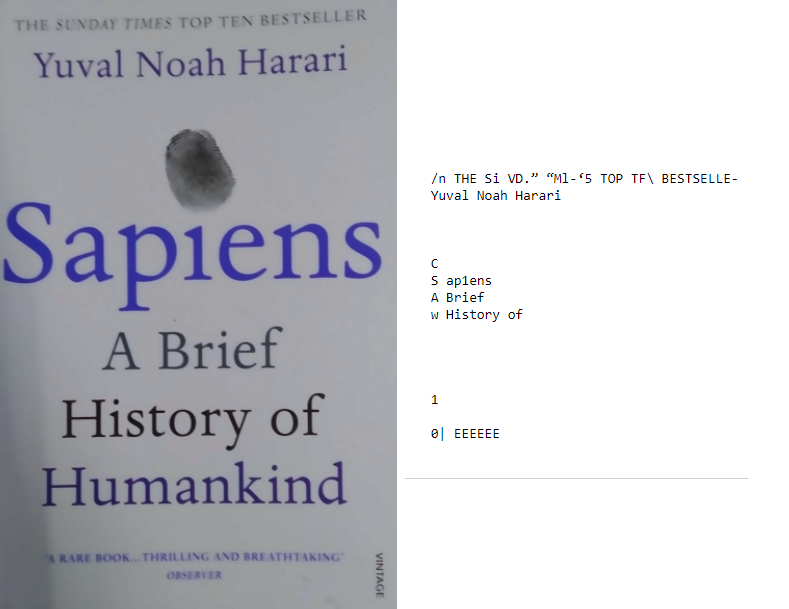 THE SUNDAY TIMES TOP TEN BESTSELLER
Yuval Noah Harari
Sapiens
A Brief
History of
Humankind
'A RARE BOOK...THRILLING AND BREATHTAKING'
OBSERVER
VINTAGE
/n THE Si VD.” “Ml-‘5 TOP TF\ BESTSELLE-
Yuval Noah Harari
C
S ap1ens
A Brief
w History of
1
0| EEEEEE